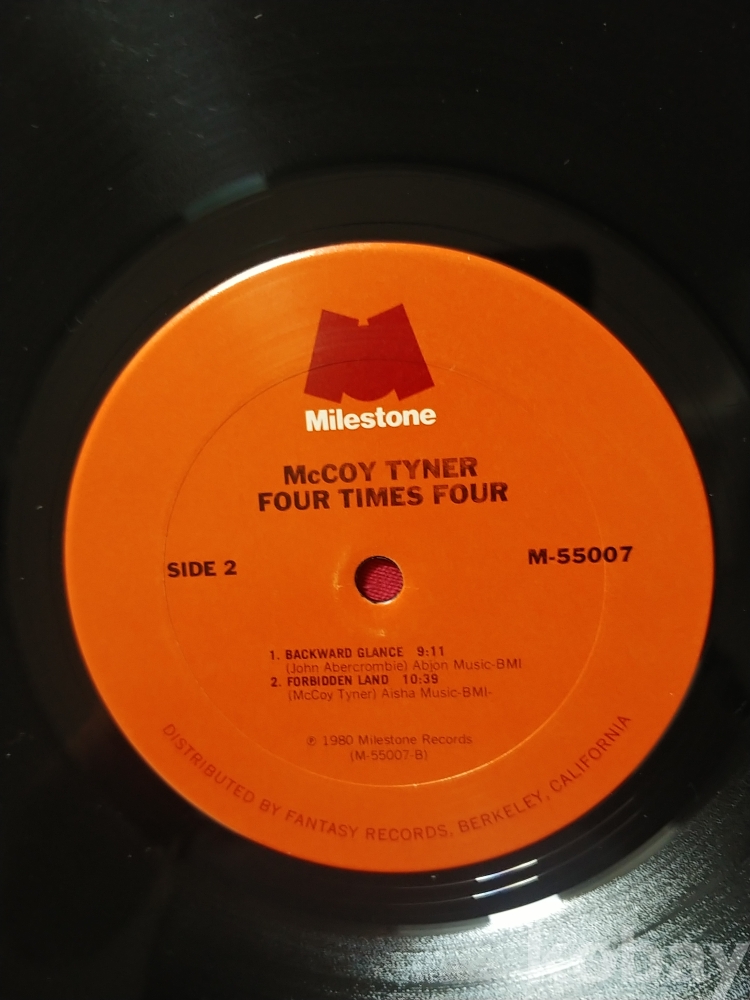 Milestone
McCOY TYNER
FOUR TIMES FOUR
SIDE 2
M-55007
1. BACKWARD GLANCE 9:11
(John Abercrombie) Abjon Music-BMI
2. FORBIDDEN LAND 10:39
(McCoy Tyner) Aisha Music-BMI-
℗ 1980 Milestone Records
(M-55007-B)
DISTRIBUTED BY FANTASY RECORDS, BERKELEY, CALIFORNIA
kobay